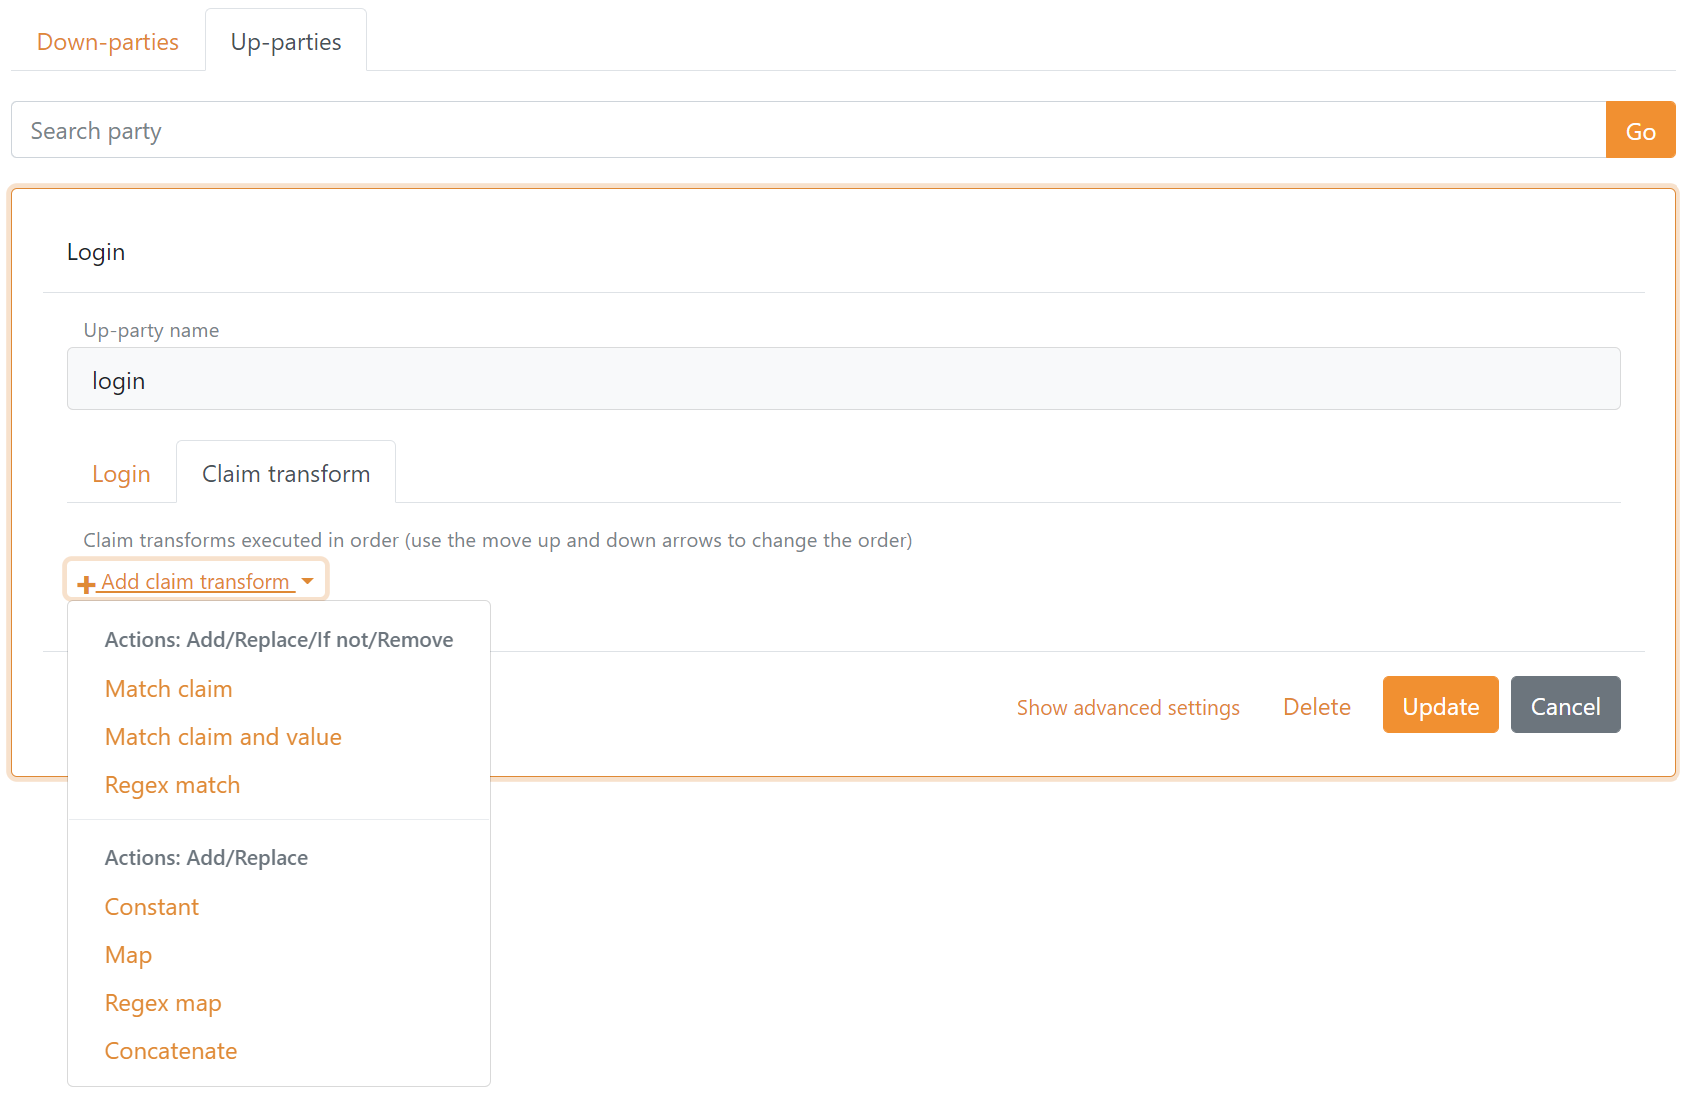 Down-parties
Up-parties
Search party
Go
Login
Up-party name
login
Login
Claim transform
Claim transforms executed in order (use the move up and down arrows to change the order)
Add claim transform
Actions: Add/Replace/If not/Remove
Match claim
Match claim and value
Regex match
Actions: Add/Replace
Constant
Map
Regex map
Concatenate
Show advanced settings
Delete
Update
Cancel